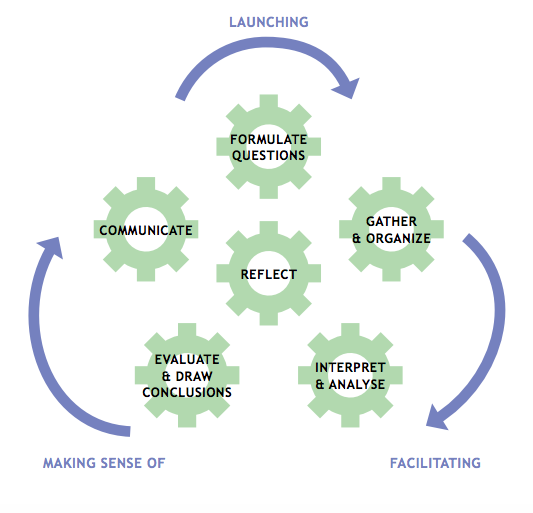 LAUNCHING
FORMULATE
QUESTIONS
COMMUNICATE
GATHER
& ORGANIZE
REFLECT
EVALUATE
& DRAW
CONCLUSIONS
INTERPRET
& ANALYSE
MAKING SENSE OF
FACILITATING